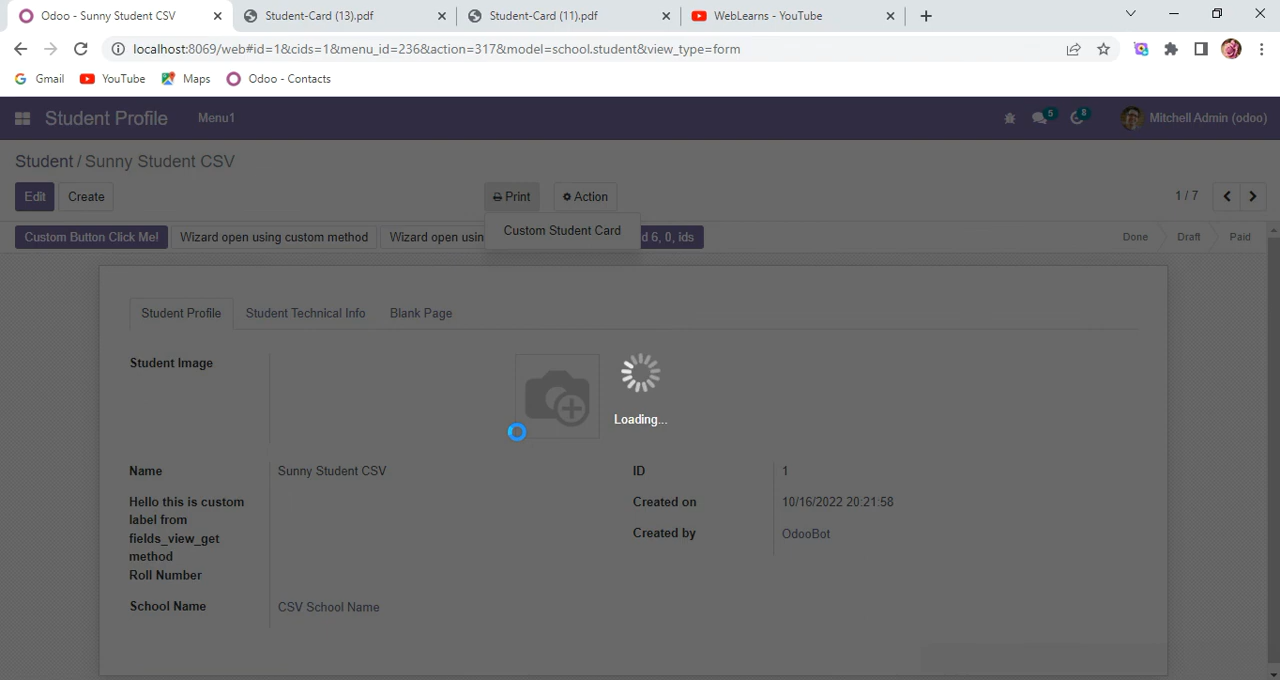 Odoo - Sunny Student CSV
Student-Card (13).pdf
Student-Card (11).pdf
WebLearns - YouTube
localhost:8069/web#id=1&cids=1&menu_id=236&action=317&model=school.student&view_type=form
Gmail YouTube Maps Odoo - Contacts
Student Profile Menu1 5 8 Mitchell Admin (odoo)
Student / Sunny Student CSV
Edit Create Print Action 1 / 7
Custom Student Card
Custom Button Click Me! Wizard open using custom method Wizard open usin d 6, 0, ids Done Draft Paid
Student Profile Student Technical Info Blank Page
Student Image
Loading...
Name Sunny Student CSV ID 1
Hello this is custom Created on 10/16/2022 20:21:58
label from
fields_view_get Created by OdooBot
method
Roll Number
School Name CSV School Name